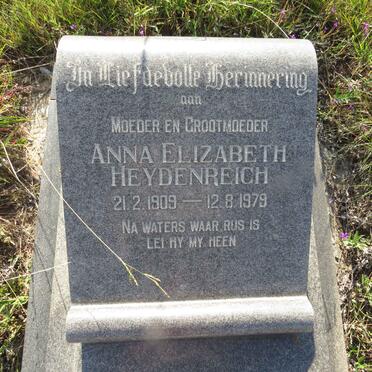 In Liefdevolle Herinnering
aan
MOEDER EN GROOTMOEDER
ANNA ELIZABETH
HEYDENREICH
21.2.1909 — 12.8.1979
NA WATERS WAAR RUS IS
LEI HY MY HEEN